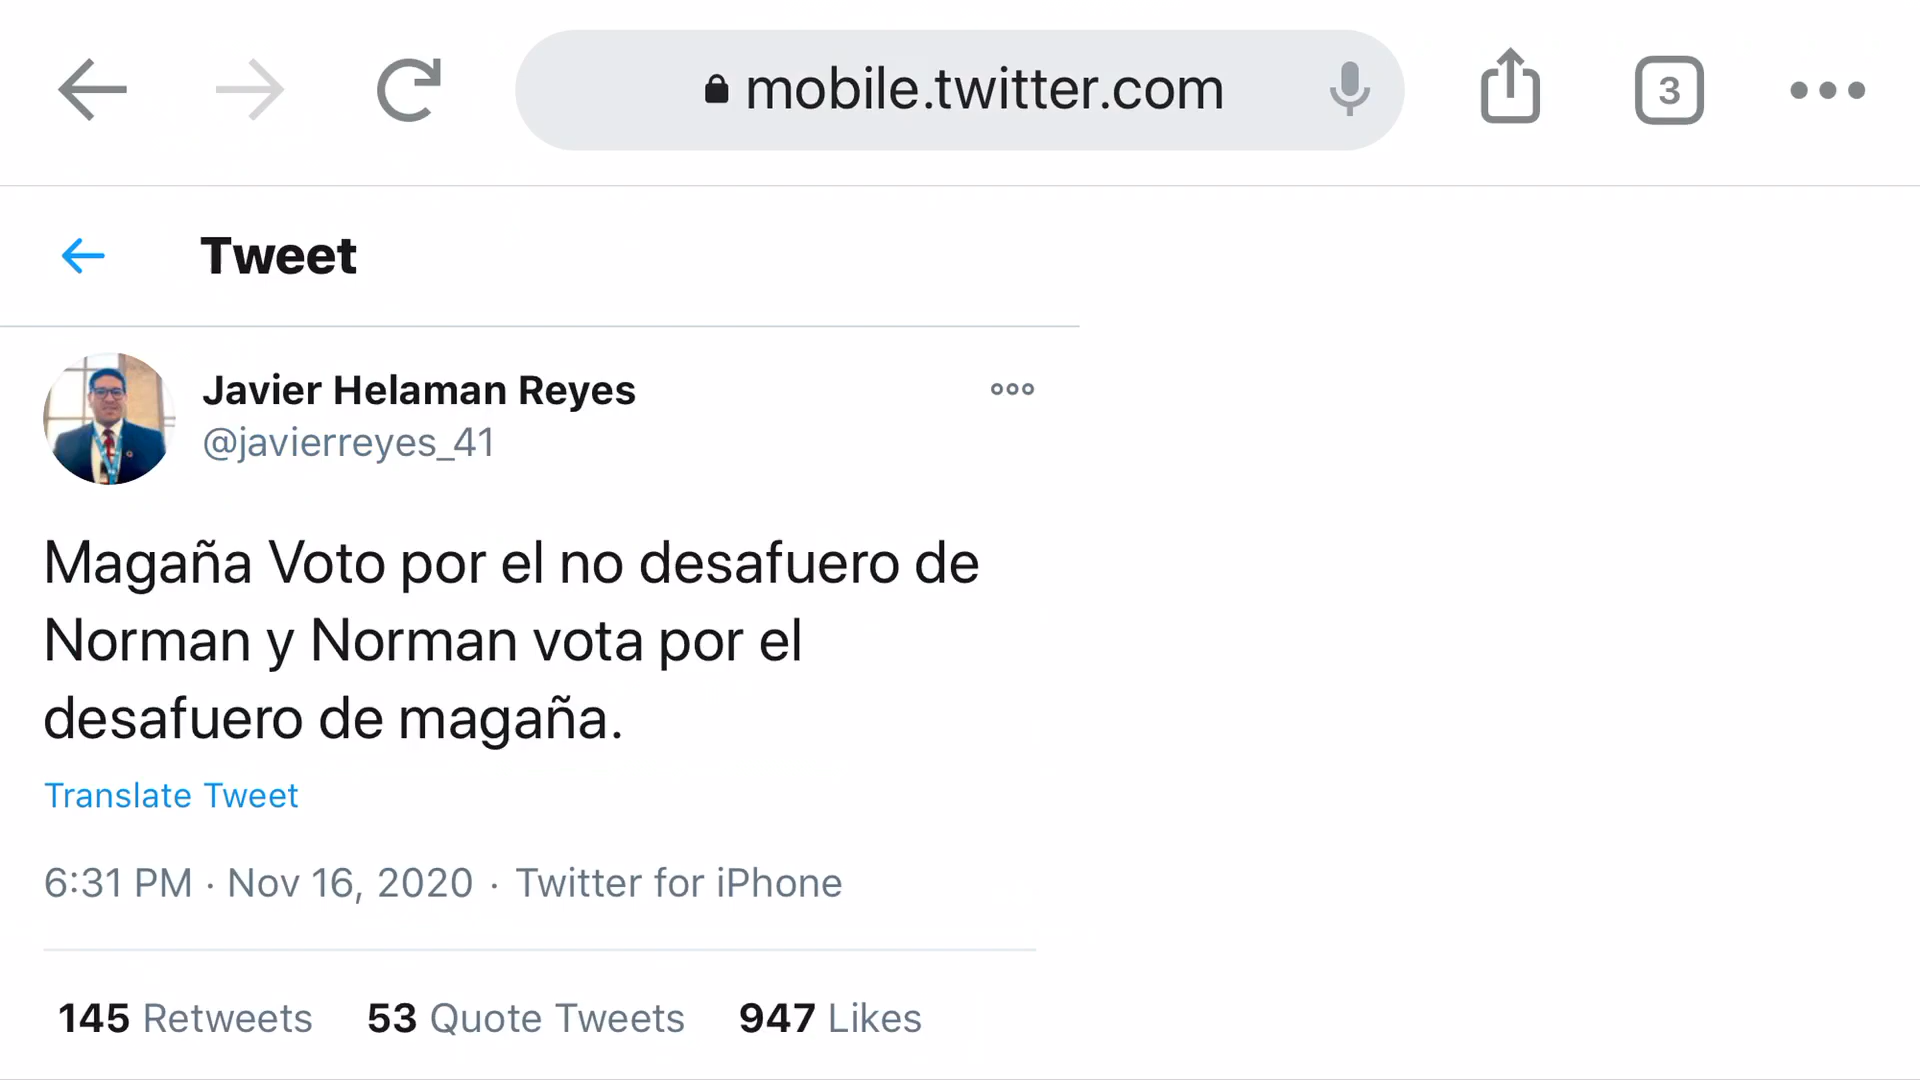 mobile.twitter.com
3
Tweet
Javier Helaman Reyes
@javierreyes_41
Magaña Voto por el no desafuero de
Norman y Norman vota por el
desafuero de magaña.
Translate Tweet
6:31 PM · Nov 16, 2020 · Twitter for iPhone
145 Retweets 53 Quote Tweets 947 Likes